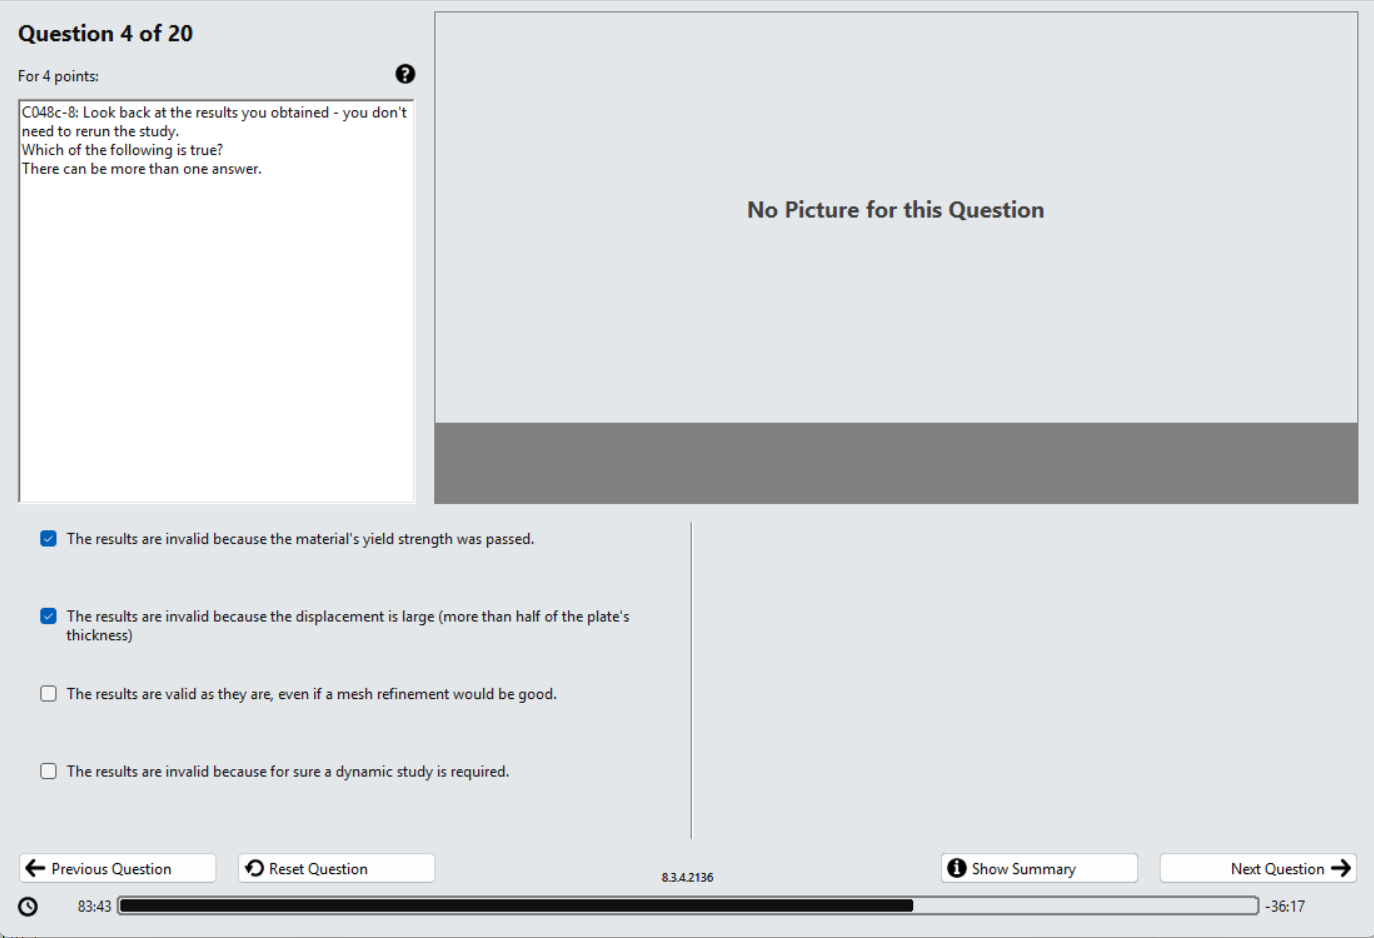 Question 4 of 20
For 4 points:
C048c-8: Look back at the results you obtained - you don't
need to rerun the study.
Which of the following is true?
There can be more than one answer.
No Picture for this Question
The results are invalid because the material's yield strength was passed.
The results are invalid because the displacement is large (more than half of the plate's
thickness)
The results are valid as they are, even if a mesh refinement would be good.
The results are invalid because for sure a dynamic study is required.
Previous Question
Reset Question
8.3.4.2136
Show Summary
Next Question
83:43
-36:17